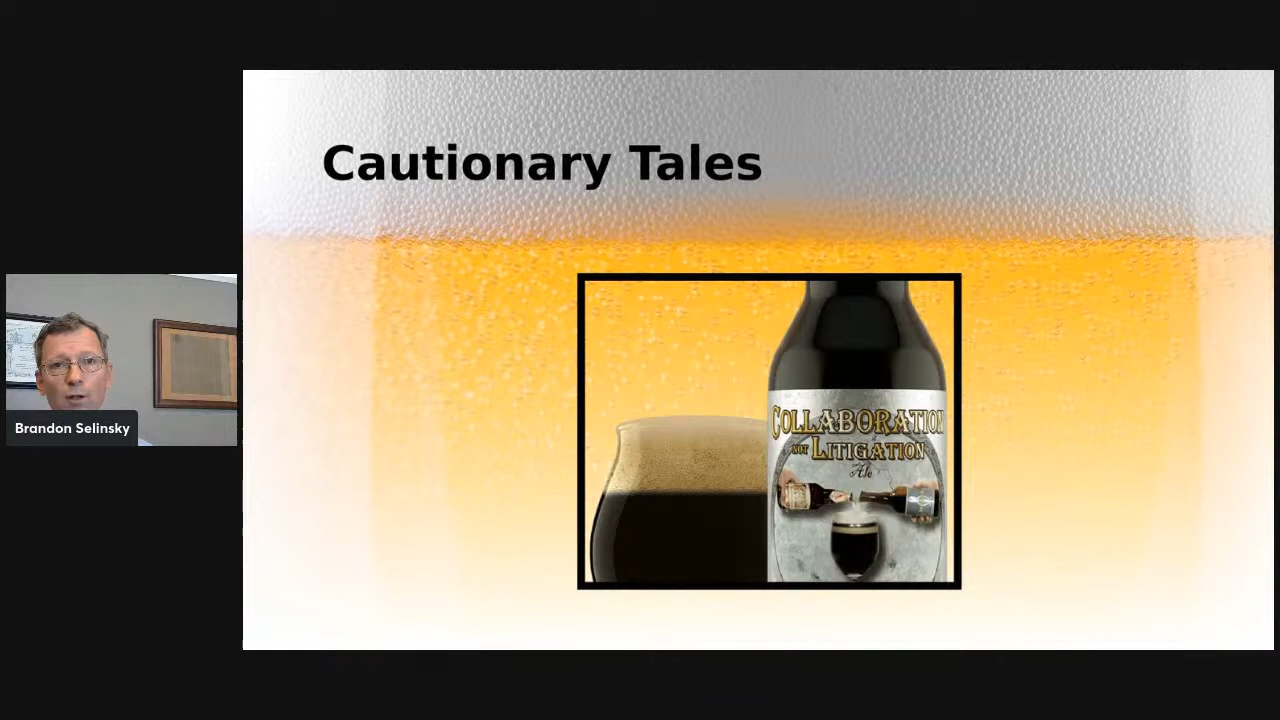 Cautionary Tales
COLLABORATION
NOT LITIGATION
Ale
Brandon Selinsky